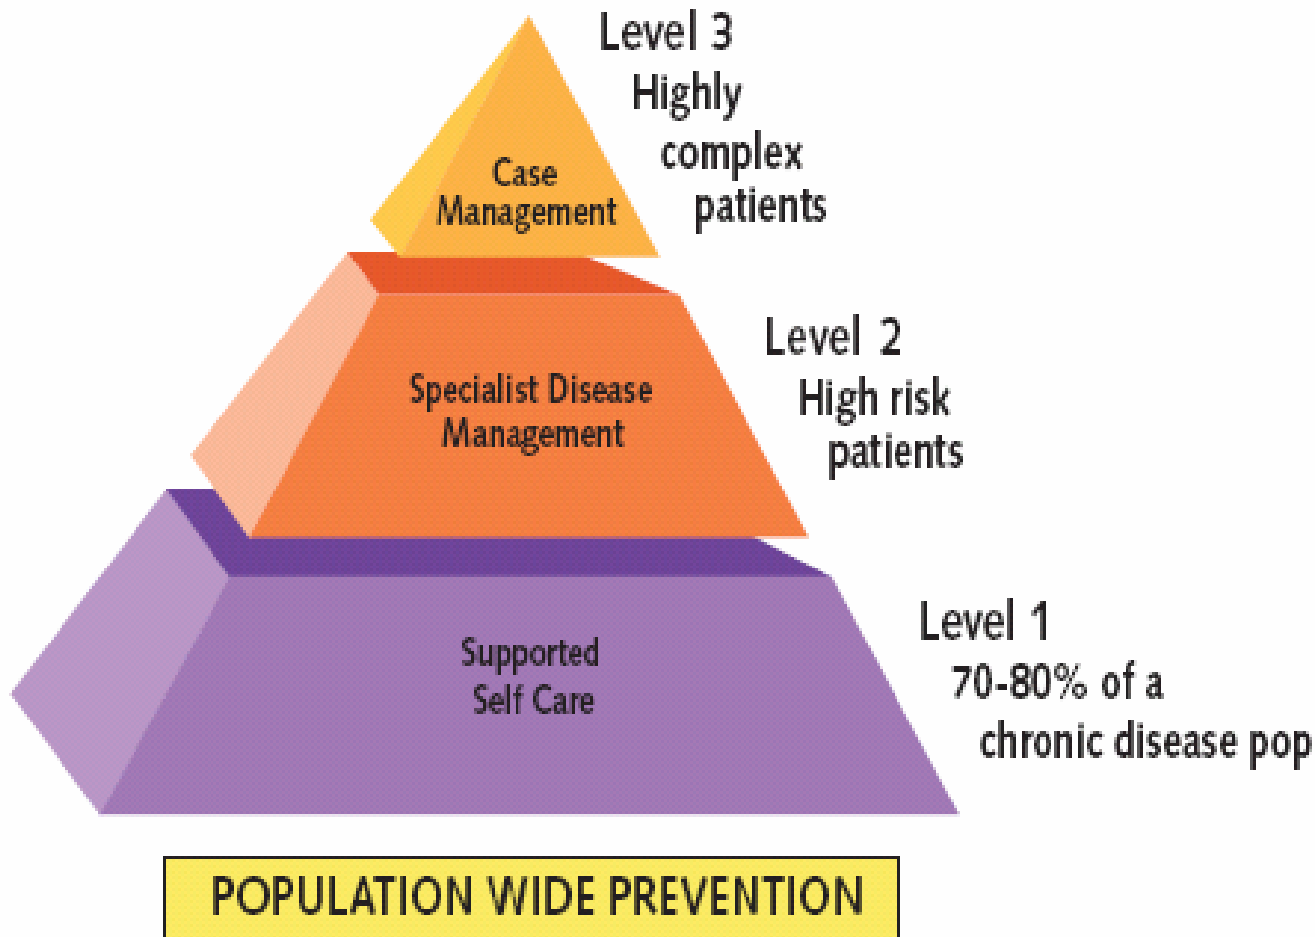 Level 3
Highly
complex
patients
Case
Management
Level 2
High risk
patients
Specialist Disease
Management
Level 1
70-80% of a
chronic disease pop
Supported
Self Care
POPULATION WIDE PREVENTION